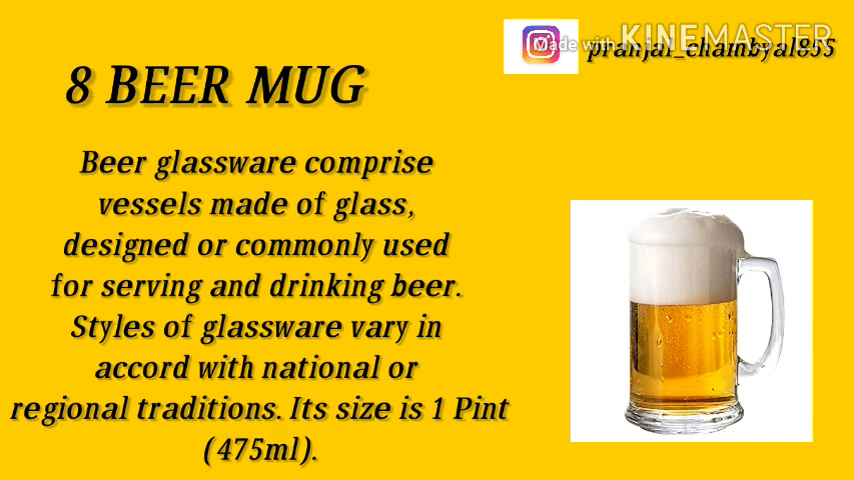 Made with KINEMASTER
pranjal_chambyal855
8 BEER MUG
Beer glassware comprise
vessels made of glass,
designed or commonly used
for serving and drinking beer.
Styles of glassware vary in
accord with national or
regional traditions. Its size is 1 Pint
(475ml).